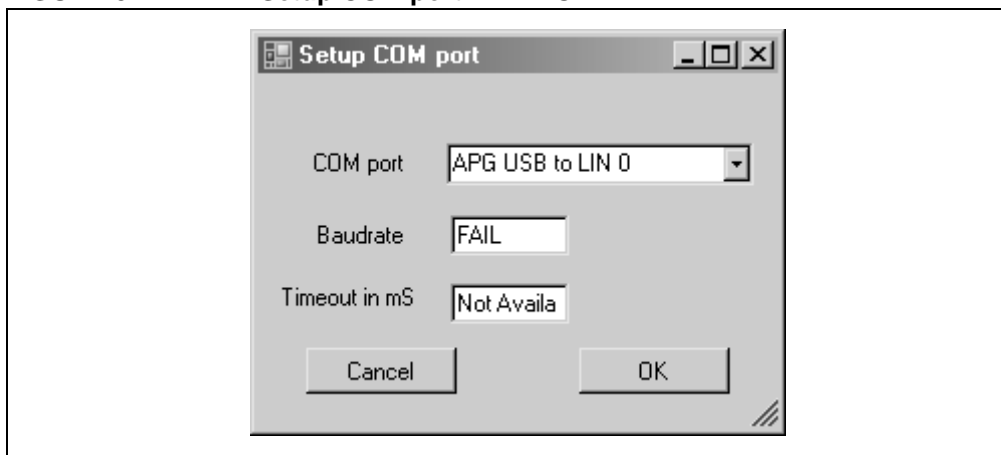 Setup COM port
COM port APG USB to LIN 0
Baudrate FAIL
Timeout in mS Not Availa
Cancel OK